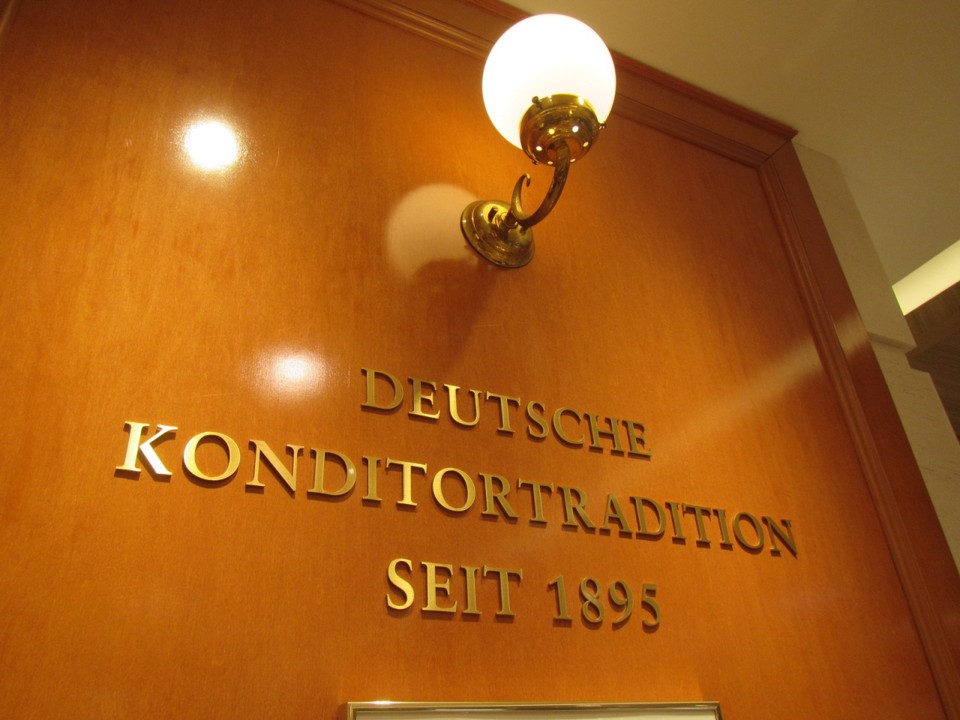 DEUTSCHE
KONDITORTRADITION
SEIT 1895